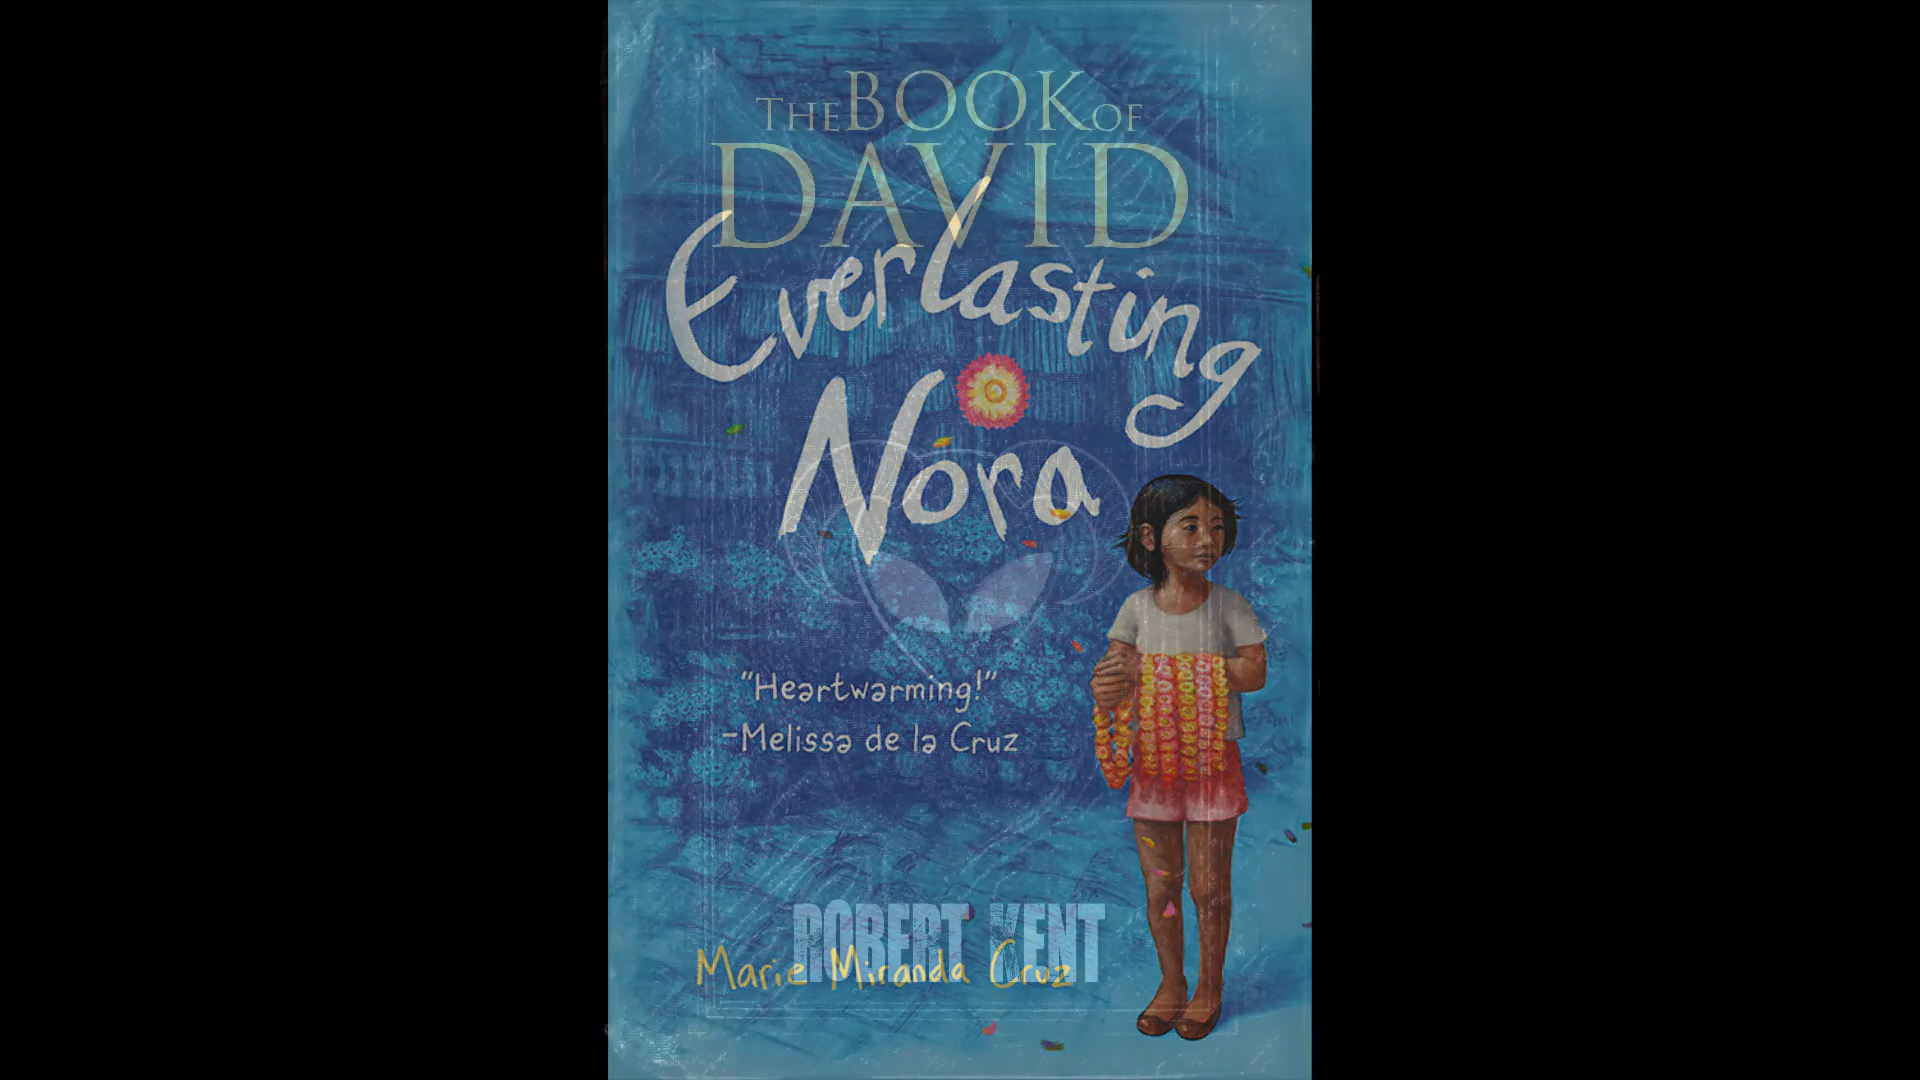 THE BOOK OF
DAVID
Everlasting
Nora
"Heartwarming!"
-Melissa de la Cruz
ROBERT KENT
Marie Miranda Cruz